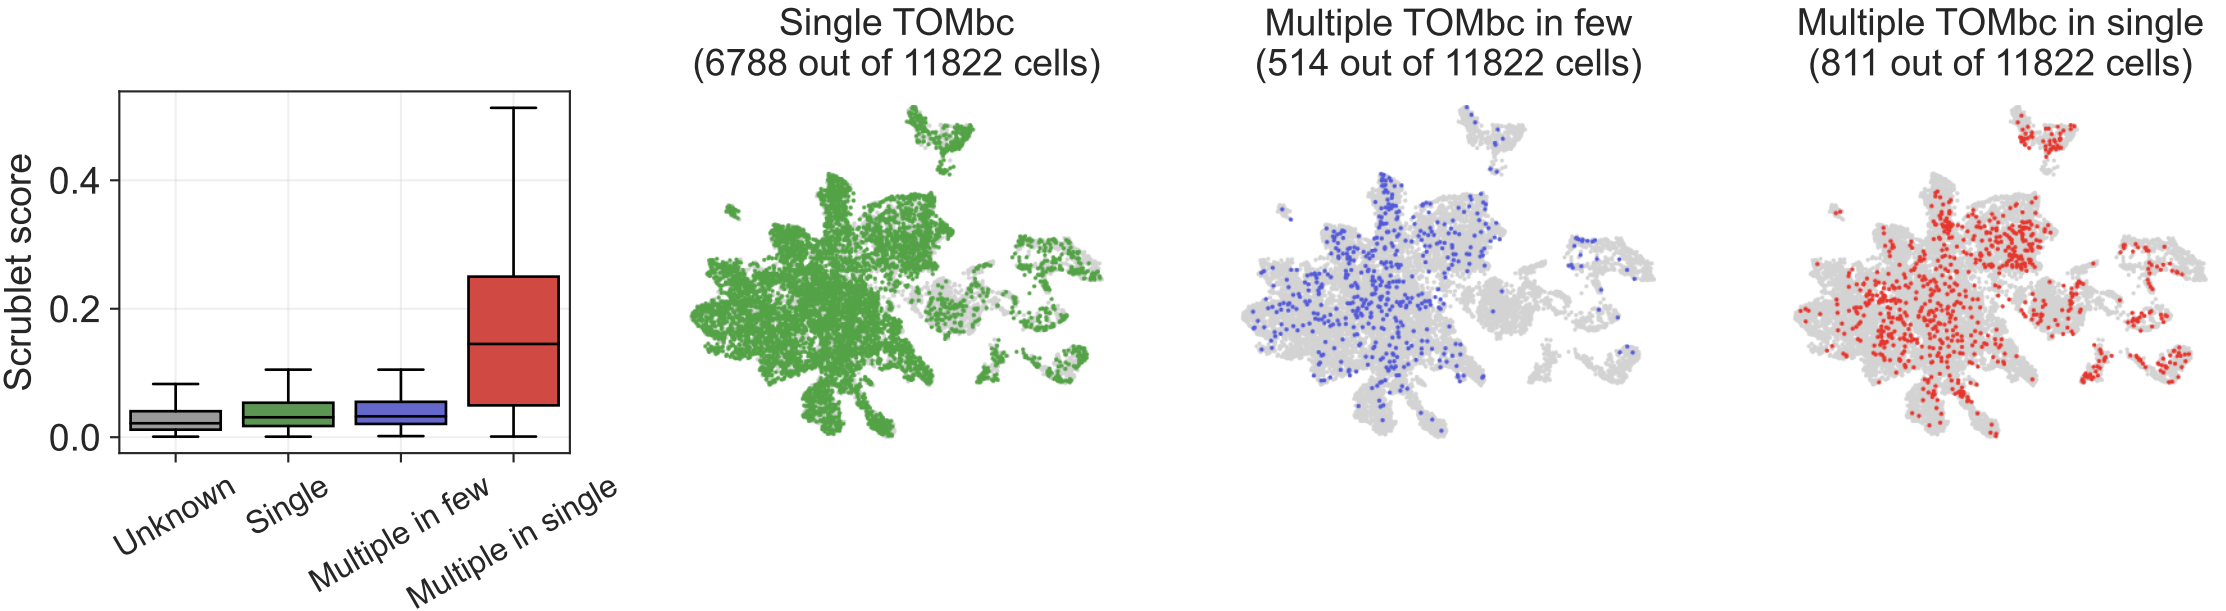 Scrublet score
0.4
0.2
0.0
Unknown
Single
Multiple in few
Multiple in single
Single TOMbc
(6788 out of 11822 cells)
Multiple TOMbc in few
(514 out of 11822 cells)
Multiple TOMbc in single
(811 out of 11822 cells)